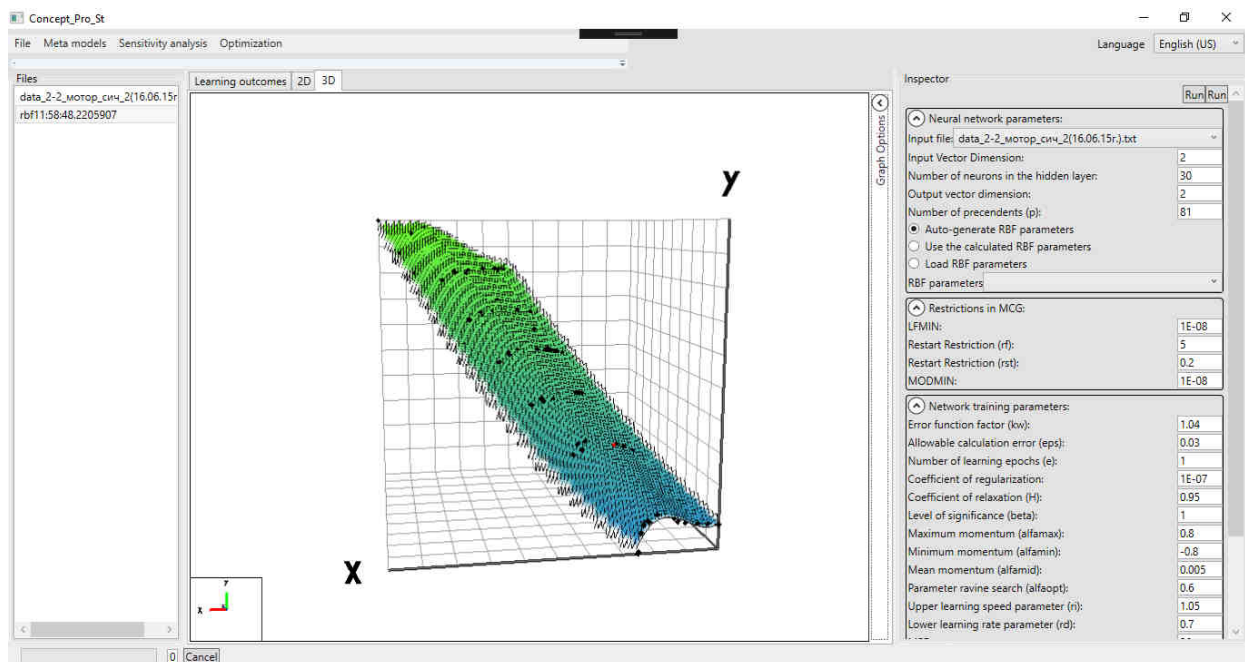 Concept_Pro_St
File Meta models Sensitivity analysis Optimization
Language English (US)
Files
data_2-2_мотор_сич_2(16.06.15г
rbf11:58:48.2205907
Learning outcomes 2D 3D
Graph Options
y
X
Y
X
0 Cancel
Inspector
Run Run
Neural network parameters:
Input file: data_2-2_мотор_сич_2(16.06.15г.).txt
Input Vector Dimension: 2
Number of neurons in the hidden layer: 30
Output vector dimension: 2
Number of precendents (p): 81
Auto-generate RBF parameters
Use the calculated RBF parameters
Load RBF parameters
RBF parameters
Restrictions in MCG:
LFMIN: 1E-08
Restart Restriction (rf): 5
Restart Restriction (rst): 0.2
MODMIN: 1E-08
Network training parameters:
Error function factor (kw): 1.04
Allowable calculation error (eps): 0.03
Number of learning epochs (e): 1
Coefficient of regularization: 1E-07
Coefficient of relaxation (H): 0.95
Level of significance (beta): 1
Maximum momentum (alfamax): 0.8
Minimum momentum (alfamin): -0.8
Mean momentum (alfamid): 0.005
Parameter ravine search (alfaopt): 0.6
Upper learning speed parameter (ri): 1.05
Lower learning rate parameter (rd): 0.7